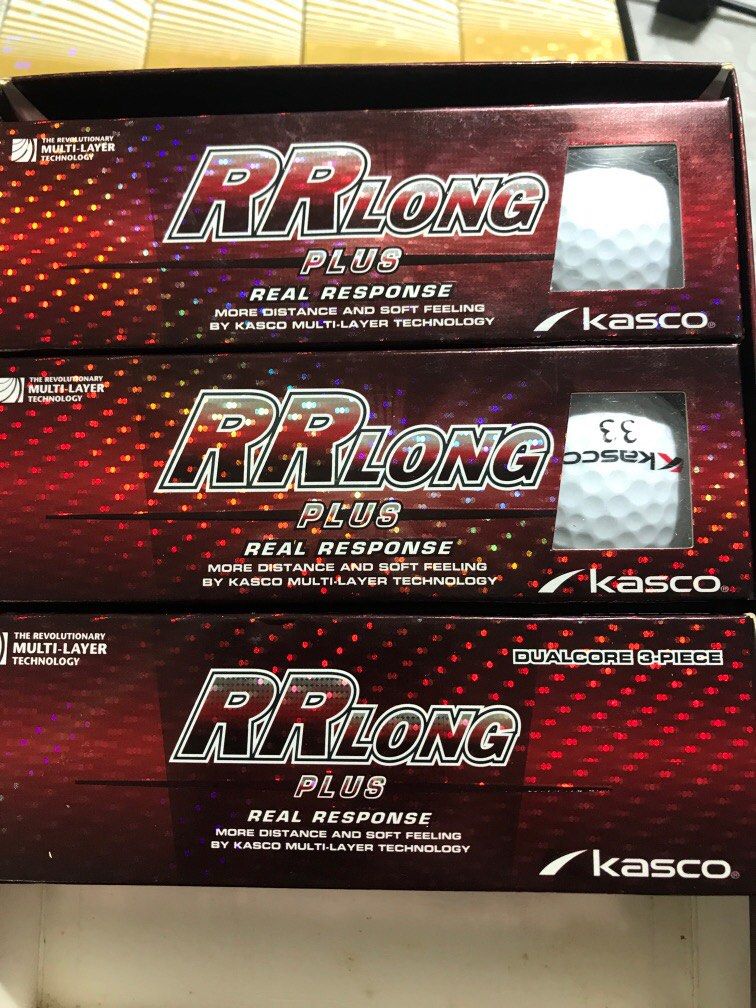 THE REVOLUTIONARY
MULTI-LAYER
TECHNOLOGY
RRLONG
PLUS
REAL RESPONSE
MORE DISTANCE AND SOFT FEELING
BY KASCO MULTI-LAYER TECHNOLOGY
kasco®
THE REVOLUTIONARY
MULTI-LAYER
TECHNOLOGY
RRLONG
PLUS
REAL RESPONSE
MORE DISTANCE AND SOFT FEELING
BY KASCO MULTI-LAYER TECHNOLOGY
Kasco
33
kasco®
THE REVOLUTIONARY
MULTI-LAYER
TECHNOLOGY
DUALCORE 3-PIECE
RRLONG
PLUS
REAL RESPONSE
MORE DISTANCE AND SOFT FEELING
BY KASCO MULTI-LAYER TECHNOLOGY
kasco®